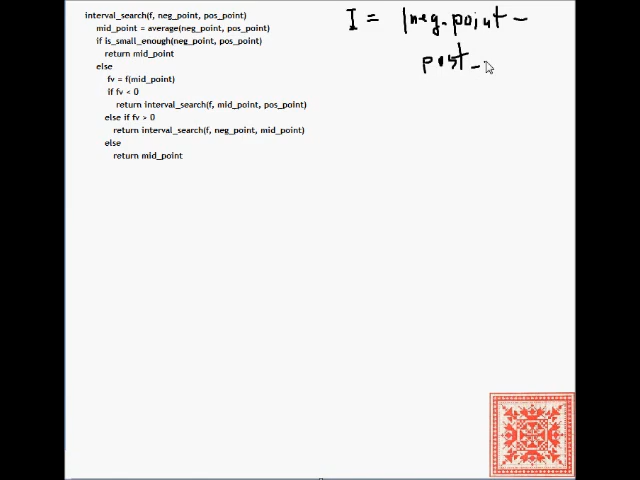 interval_search(f, neg_point, pos_point)
mid_point = average(neg_point, pos_point)
if is_small_enough(neg_point, pos_point)
return mid_point
else
fv = f(mid_point)
if fv < 0
return interval_search(f, mid_point, pos_point)
else if fv > 0
return interval_search(f, neg_point, mid_point)
else
return mid_point
I = |neg-point -
post -